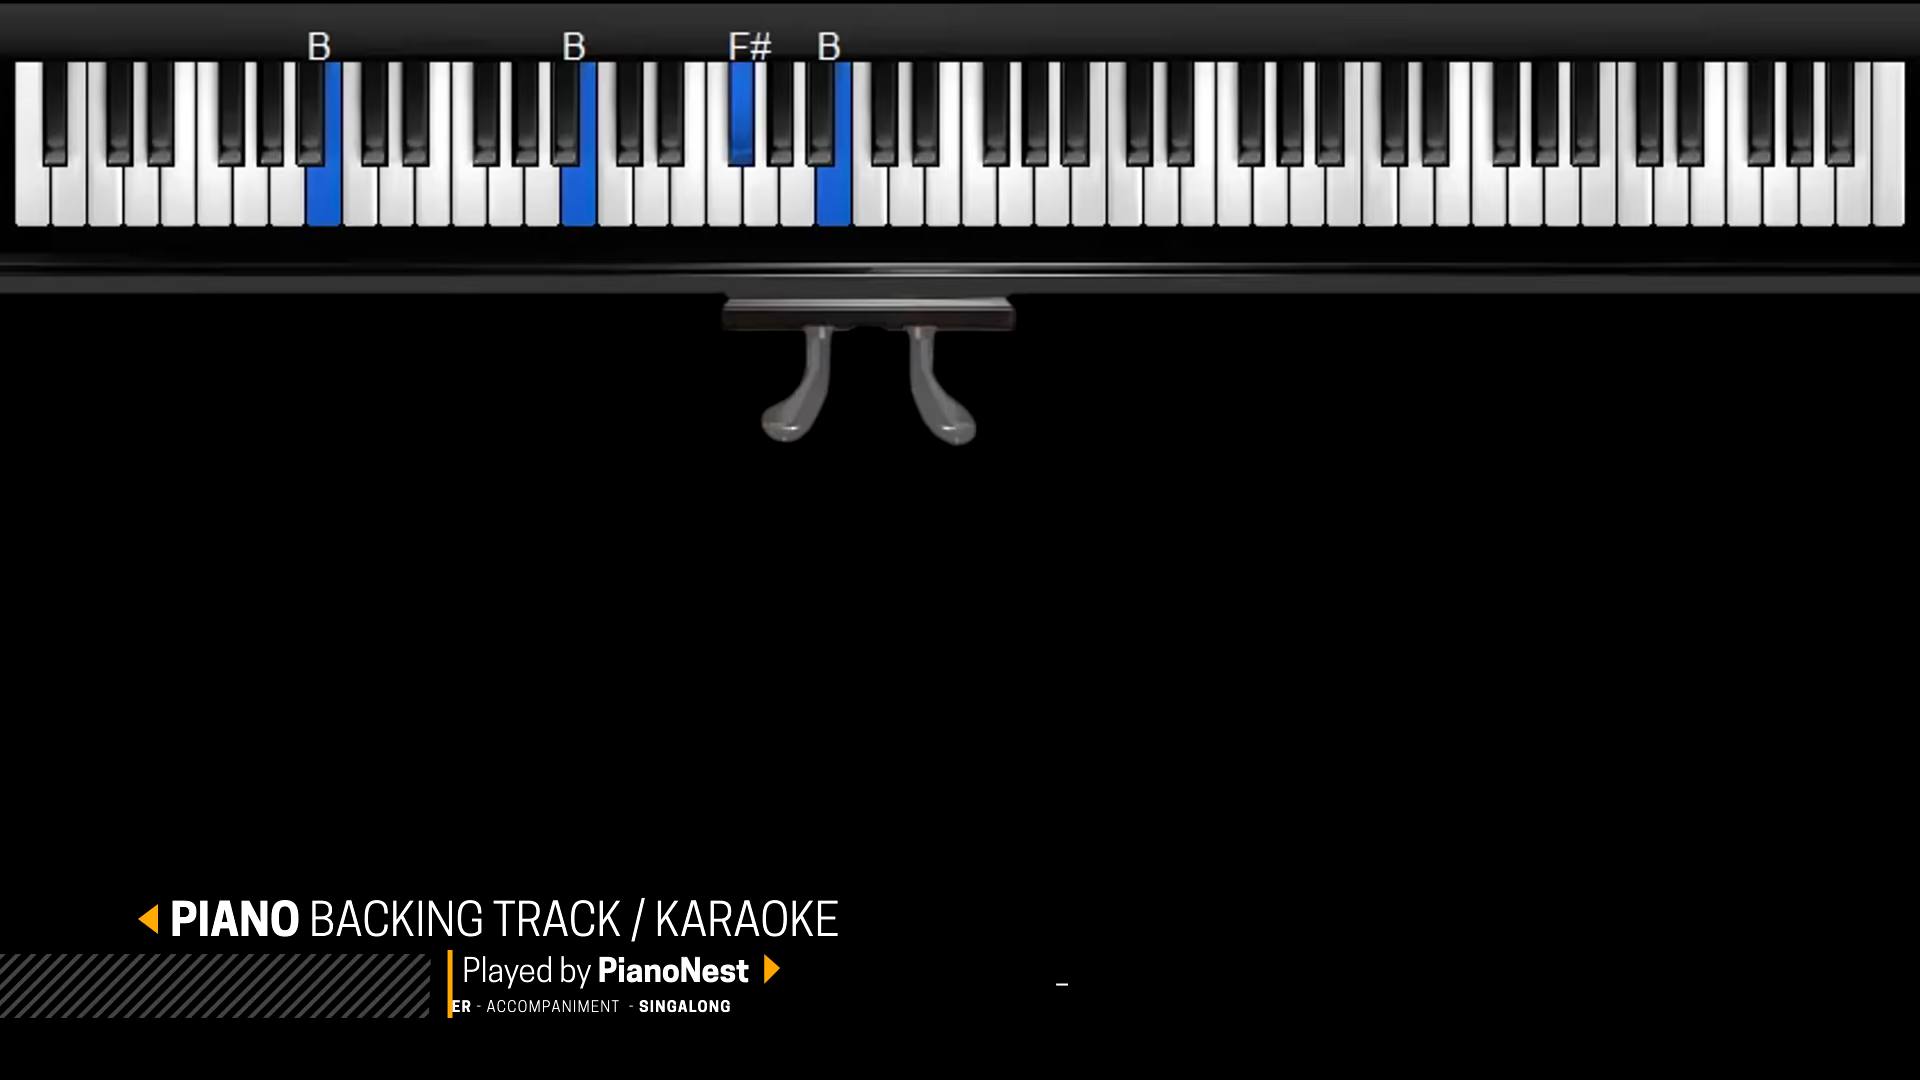 B B F# B
PIANO BACKING TRACK / KARAOKE
Played by PianoNest
ER - ACCOMPANIMENT - SINGALONG